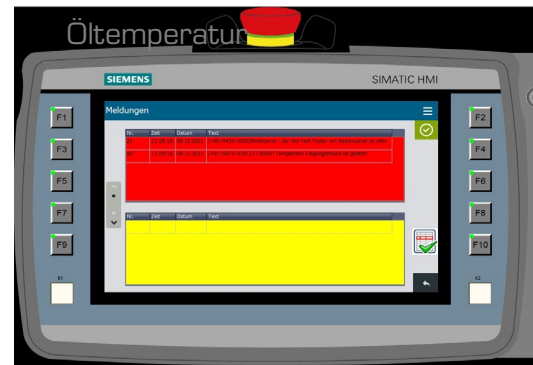 Öltemperatur
SIEMENS
SIMATIC HMI
Meldungen
Nr. Zeit Datum Text
Nr. Zeit Datum Text
F1
F2
F3
F4
F5
F6
F7
F8
F9
F10
K1
K2